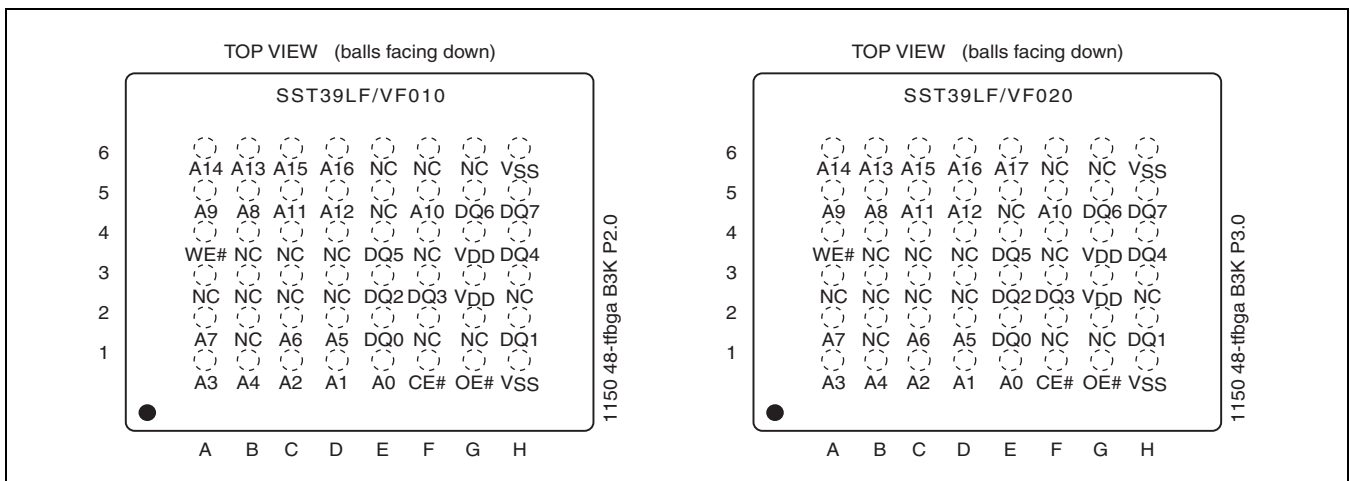 TOP VIEW (balls facing down)
SST39LF/VF010
6
A14 A13 A15 A16 NC NC NC VSS
5
A9 A8 A11 A12 NC A10 DQ6 DQ7
4
WE# NC NC NC DQ5 NC VDD DQ4
3
NC NC NC NC DQ2 DQ3 VDD NC
2
A7 NC A6 A5 DQ0 NC NC DQ1
1
A3 A4 A2 A1 A0 CE# OE# VSS
A B C D E F G H
1150 48-tfbga B3K P2.0
TOP VIEW (balls facing down)
SST39LF/VF020
6
A14 A13 A15 A16 A17 NC NC VSS
5
A9 A8 A11 A12 NC A10 DQ6 DQ7
4
WE# NC NC NC DQ5 NC VDD DQ4
3
NC NC NC NC DQ2 DQ3 VDD NC
2
A7 NC A6 A5 DQ0 NC NC DQ1
1
A3 A4 A2 A1 A0 CE# OE# VSS
A B C D E F G H
1150 48-tfbga B3K P3.0